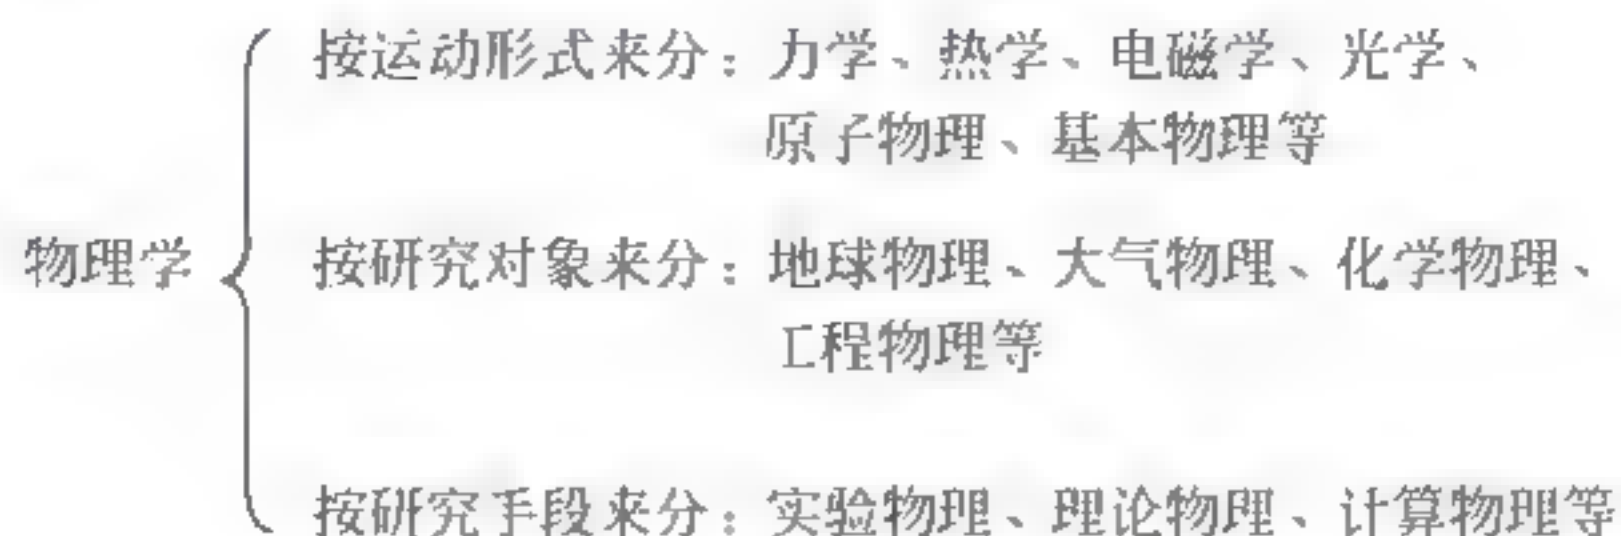 按运动形式来分：力学、热学、电磁学、光学、
原子物理、基本物理等
物理学
按研究对象来分：地球物理、大气物理、化学物理、
工程物理等
按研究手段来分：实验物理、理论物理、计算物理等